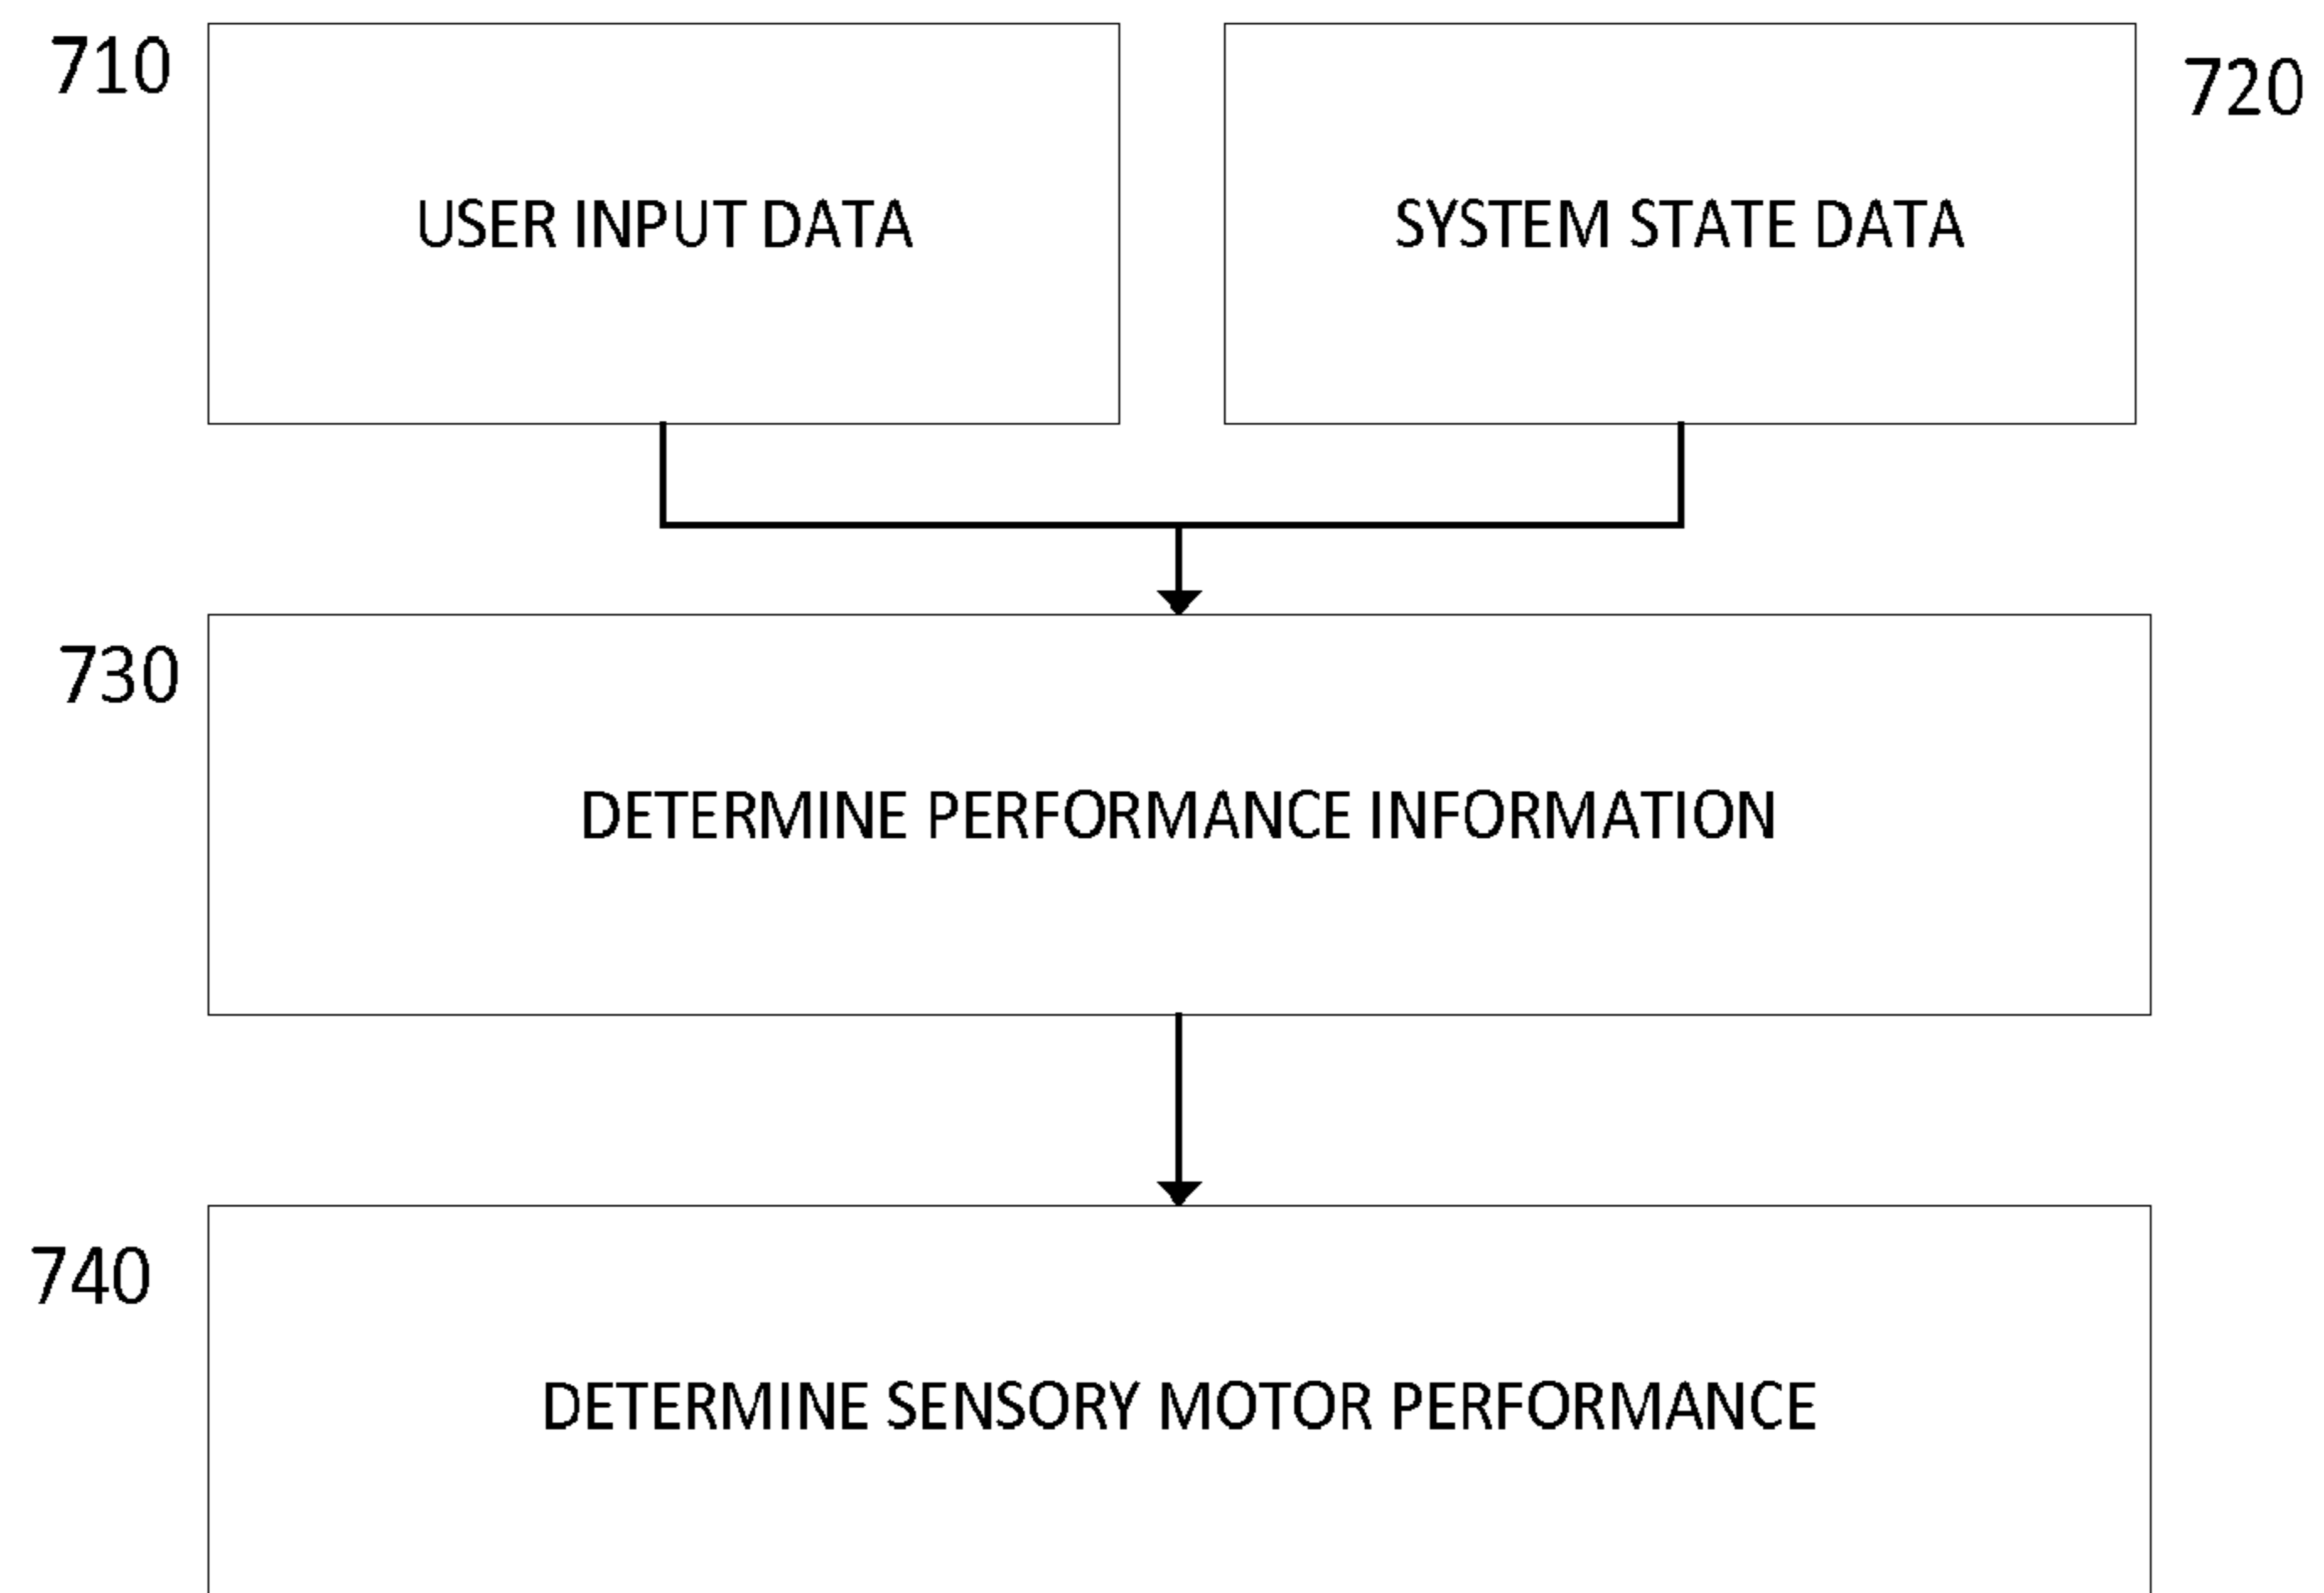 710
USER INPUT DATA
SYSTEM STATE DATA
720
730
DETERMINE PERFORMANCE INFORMATION
740
DETERMINE SENSORY MOTOR PERFORMANCE